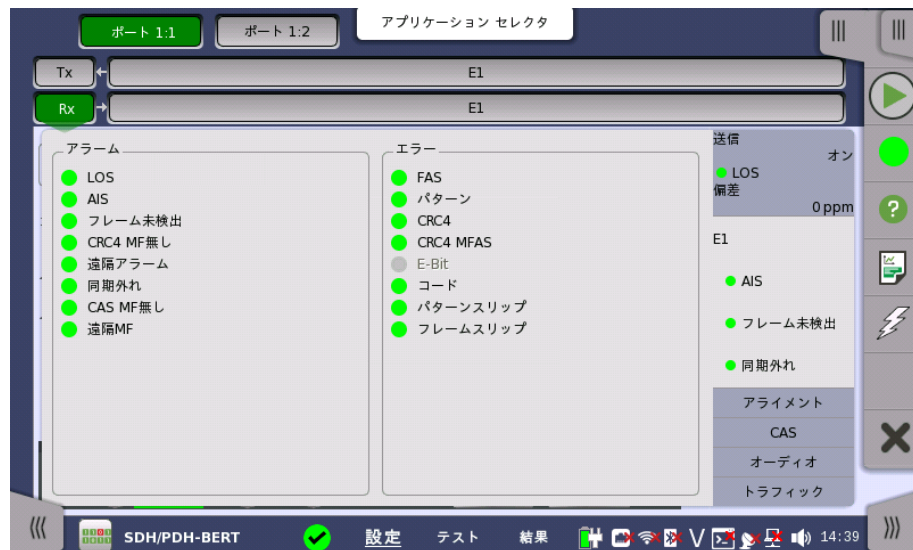 アプリケーション セレクタ
ポート 1:1
ポート 1:2
Tx
E1
Rx
E1
アラーム
LOS
AIS
フレーム未検出
CRC4 MF無し
遠隔アラーム
同期外れ
CAS MF無し
遠隔MF
エラー
FAS
パターン
CRC4
CRC4 MFAS
E-Bit
コード
パターンスリップ
フレームスリップ
送信
オン
LOS
偏差
0 ppm
E1
AIS
フレーム未検出
同期外れ
アライメント
CAS
オーディオ
トラフィック
SDH/PDH-BERT
設定
テスト
結果
14:39